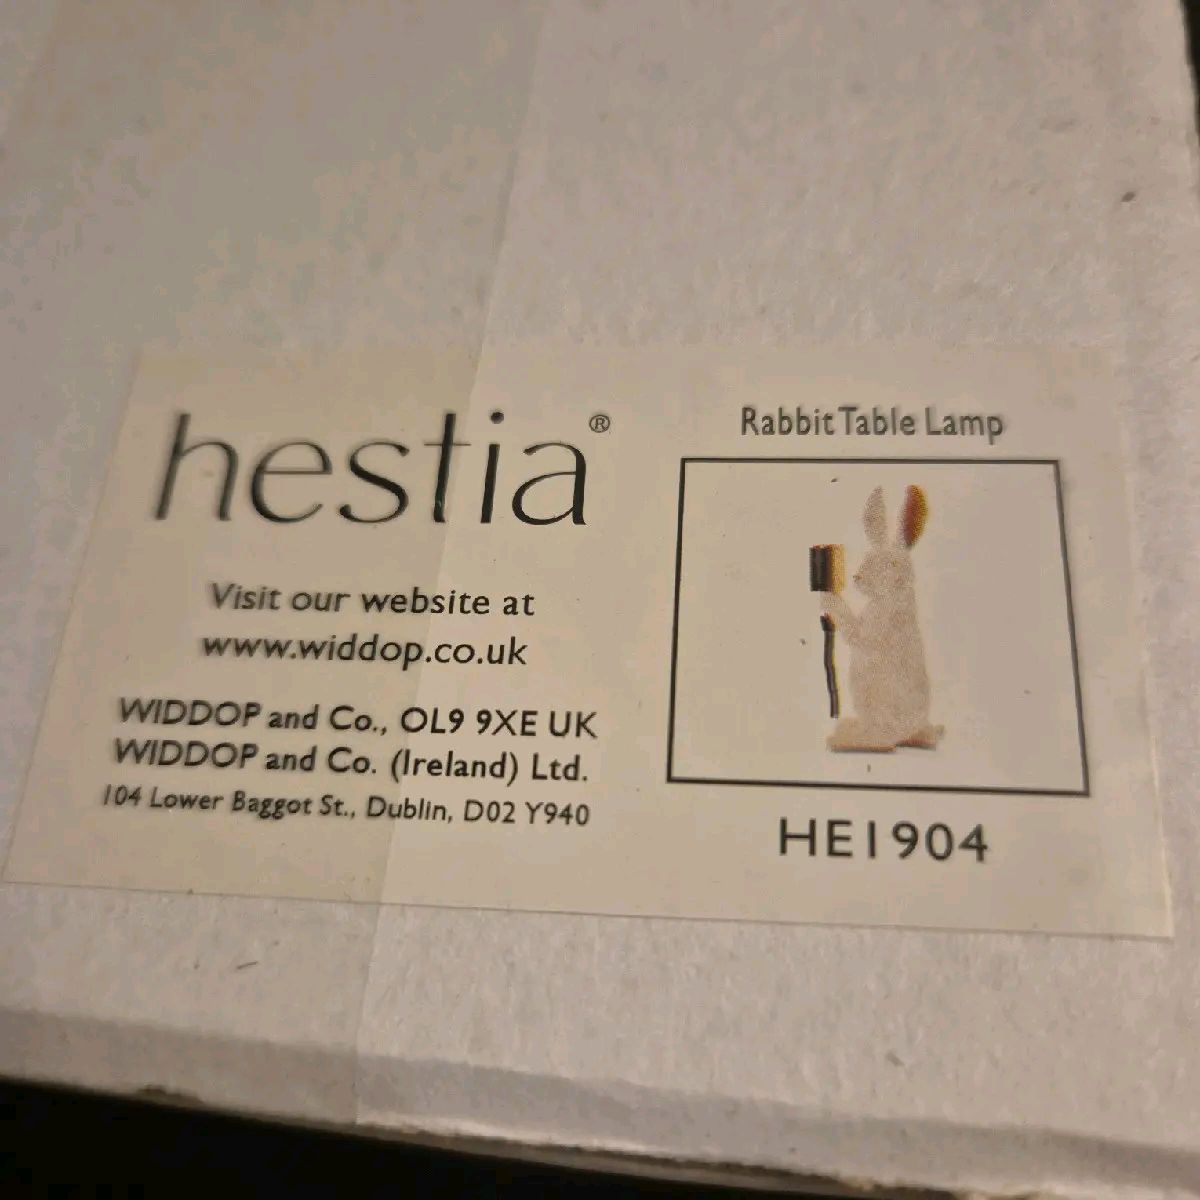 hestia®
Visit our website at
www.widdop.co.uk
WIDDOP and Co., OL9 9XE UK
WIDDOP and Co. (Ireland) Ltd.
104 Lower Baggot St., Dublin, D02 Y940
Rabbit Table Lamp
HE1904